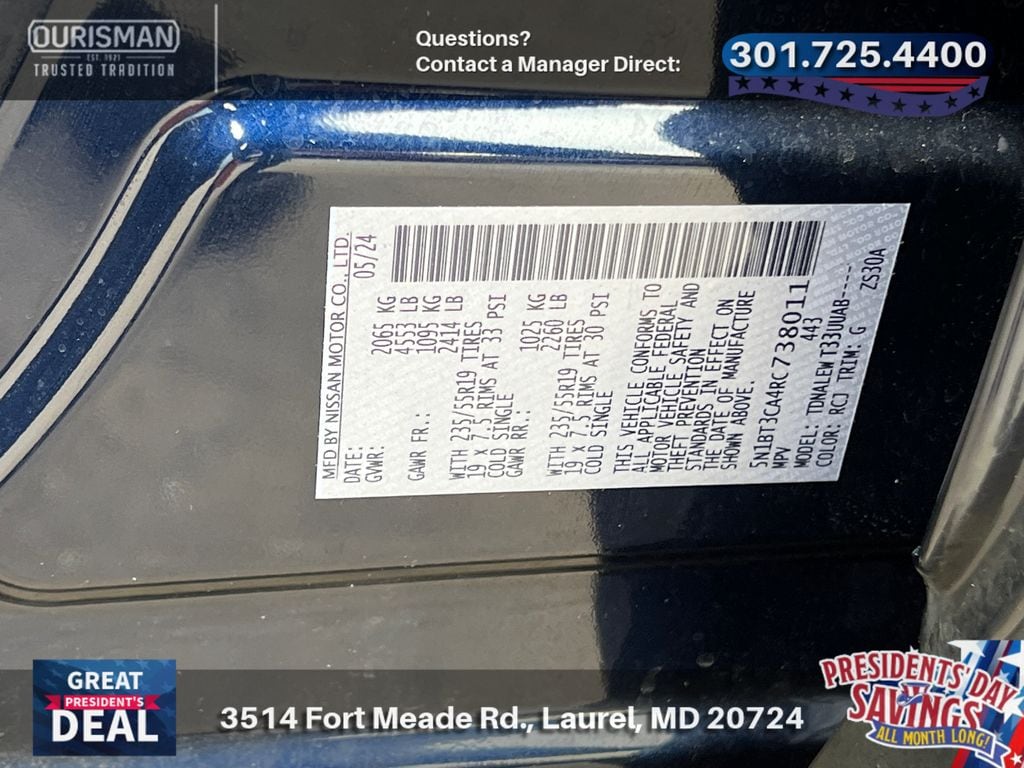 OURISMAN
EST. 1921
TRUSTED TRADITION
Questions?
Contact a Manager Direct:
301.725.4400
MFD BY NISSAN MOTOR CO., LTD.
DATE: 05/24
GVWR: 2065 KG
4553 LB
GAWR FR.: 1095 KG
2414 LB
WITH 235/55R19 TIRES
19 x 7.5 RIMS AT 33 PSI
COLD SINGLE
GAWR RR.: 1025 KG
2260 LB
WITH 235/55R19 TIRES
19 x 7.5 RIMS AT 30 PSI
COLD SINGLE
THIS VEHICLE CONFORMS TO
ALL APPLICABLE FEDERAL
MOTOR VEHICLE SAFETY AND
THEFT PREVENTION
STANDARDS IN EFFECT ON
THE DATE OF MANUFACTURE
SHOWN ABOVE.
5N1BT3CA4RC738011
MPV 443
MODEL: TDNALEWT33UUAB----
COLOR: RCJ TRIM: G ZS30A
GREAT
PRESIDENT'S
DEAL
3514 Fort Meade Rd., Laurel, MD 20724
PRESIDENTS' DAY
SAVINGS
ALL MONTH LONG!